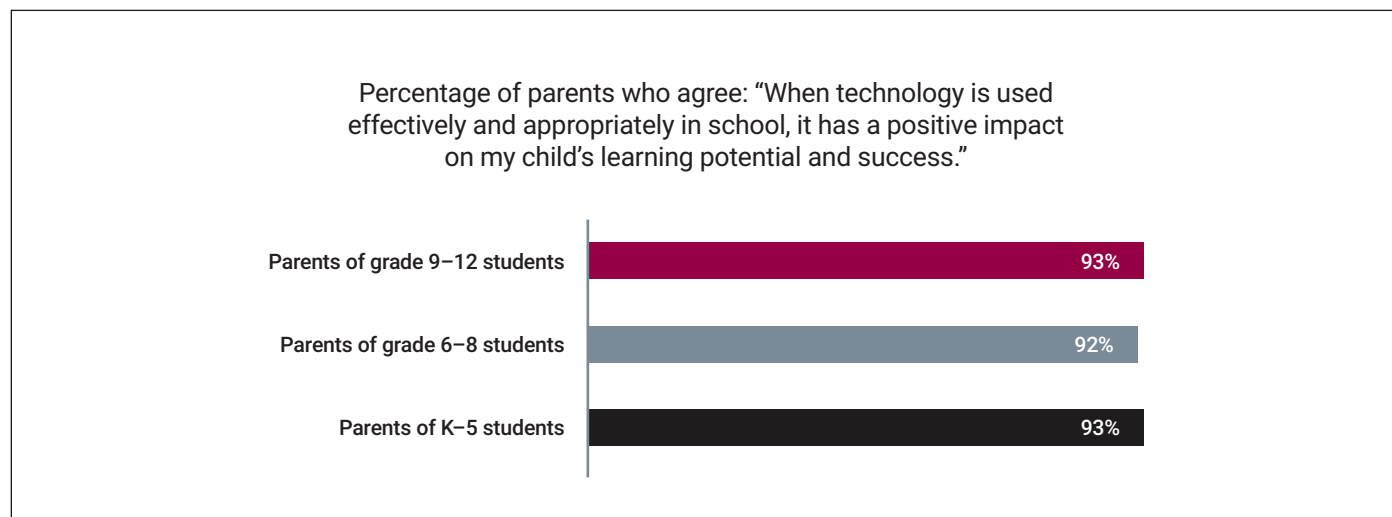 Percentage of parents who agree: “When technology is used
effectively and appropriately in school, it has a positive impact
on my child’s learning potential and success.”
Parents of grade 9–12 students 93%
Parents of grade 6–8 students 92%
Parents of K–5 students 93%